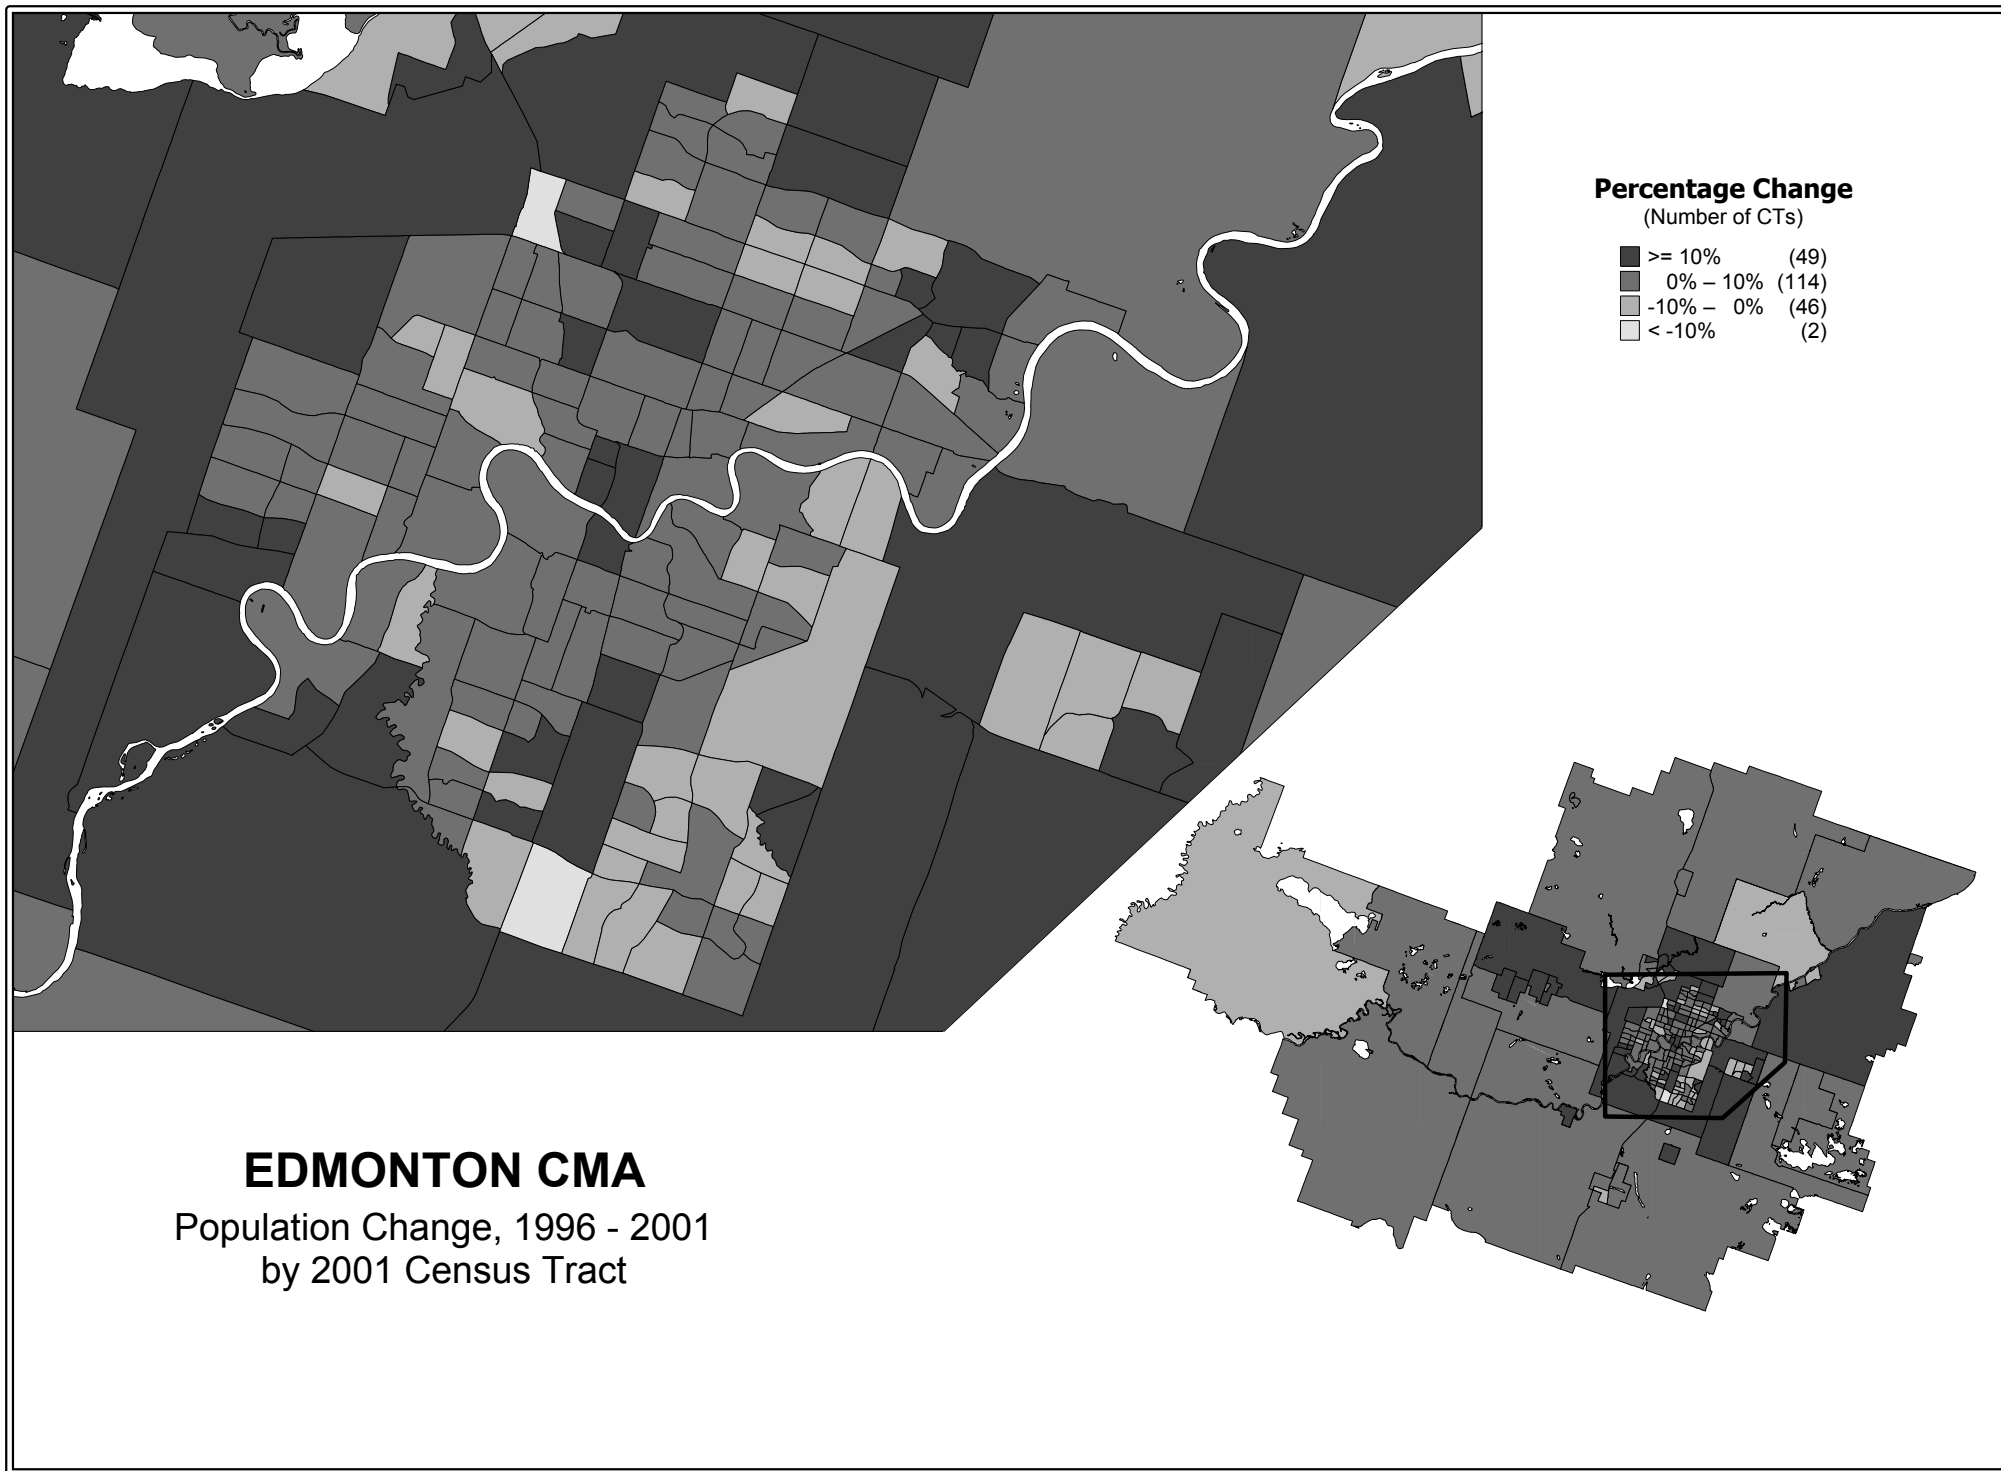 Percentage Change
(Number of CTs)
>= 10% (49)
0% – 10% (114)
-10% – 0% (46)
< -10% (2)
EDMONTON CMA
Population Change, 1996 - 2001
by 2001 Census Tract